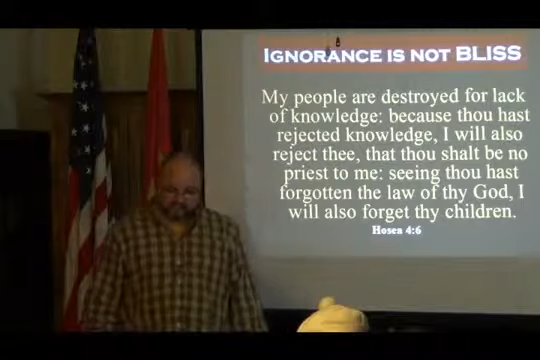 IGNORANCE IS NOT BLISS
My people are destroyed for lack
of knowledge: because thou hast
rejected knowledge, I will also
reject thee, that thou shalt be no
priest to me: seeing thou hast
forgotten the law of thy God, I
will also forget thy children.
Hosea 4:6